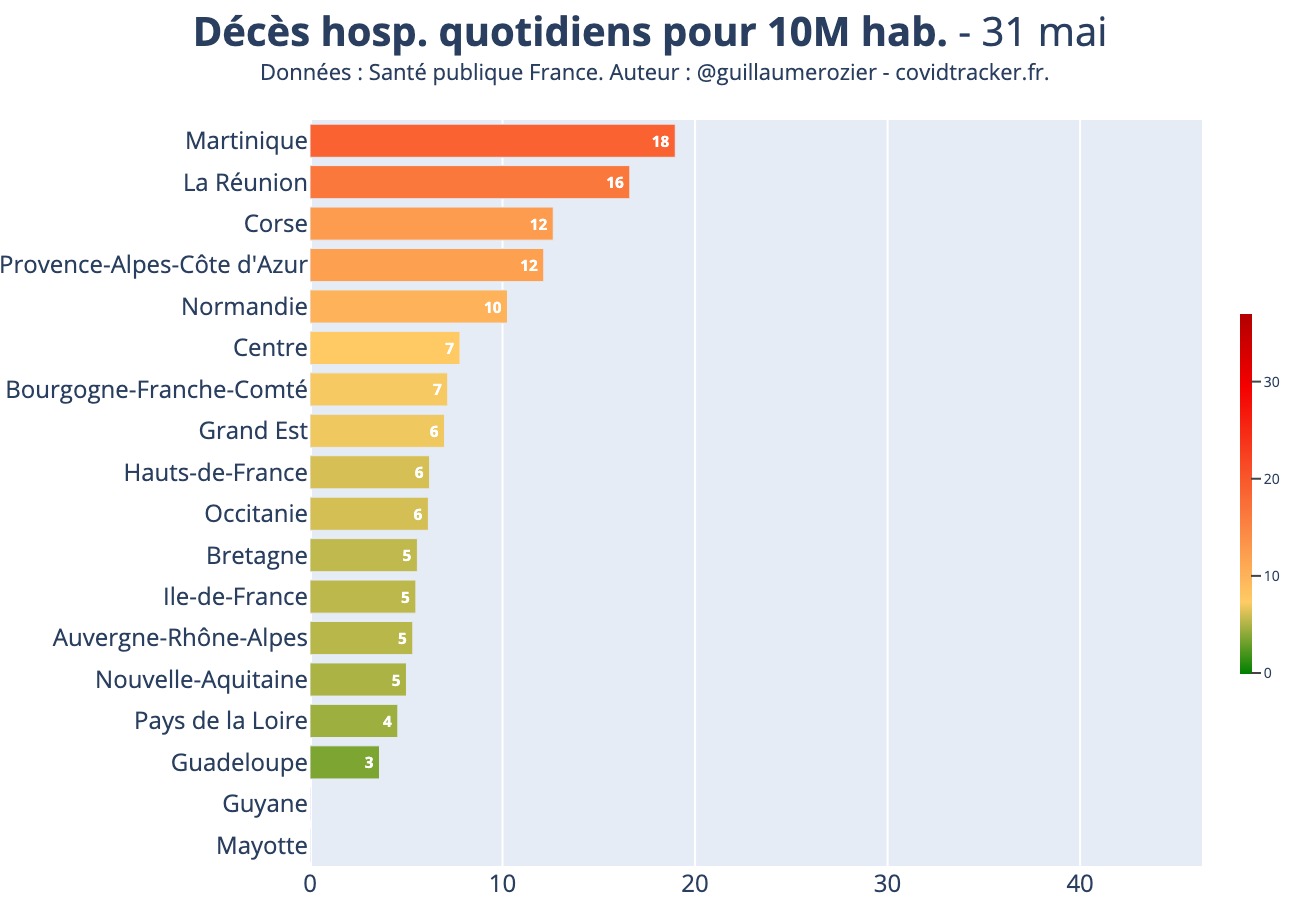 Décès hosp. quotidiens pour 10M hab. - 31 mai
Données : Santé publique France. Auteur : @guillaumerozier - covidtracker.fr.
Martinique 18
La Réunion 16
Corse 12
Provence-Alpes-Côte d'Azur 12
Normandie 10
Centre 7
Bourgogne-Franche-Comté 7
Grand Est 6
Hauts-de-France 6
Occitanie 6
Bretagne 5
Ile-de-France 5
Auvergne-Rhône-Alpes 5
Nouvelle-Aquitaine 5
Pays de la Loire 4
Guadeloupe 3
Guyane
Mayotte
0 10 20 30 40
30
20
10
0